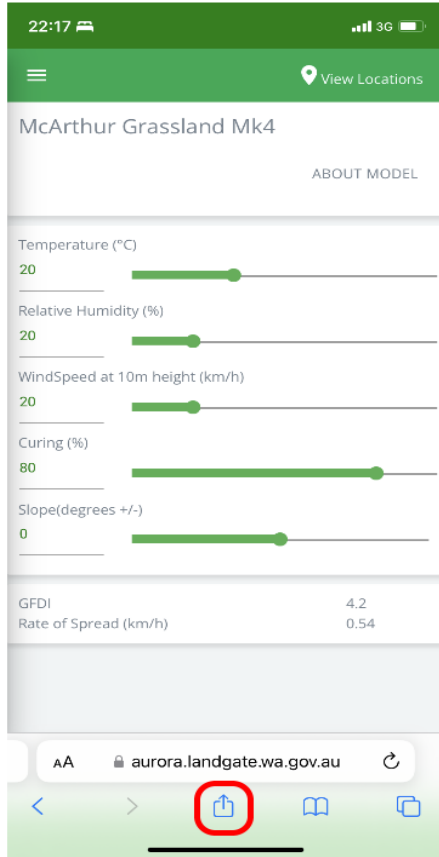 22:17
3G
View Locations
McArthur Grassland Mk4
ABOUT MODEL
Temperature (°C)
20
Relative Humidity (%)
20
WindSpeed at 10m height (km/h)
20
Curing (%)
80
Slope(degrees +/-)
0
GFDI 4.2
Rate of Spread (km/h) 0.54
AA aurora.landgate.wa.gov.au